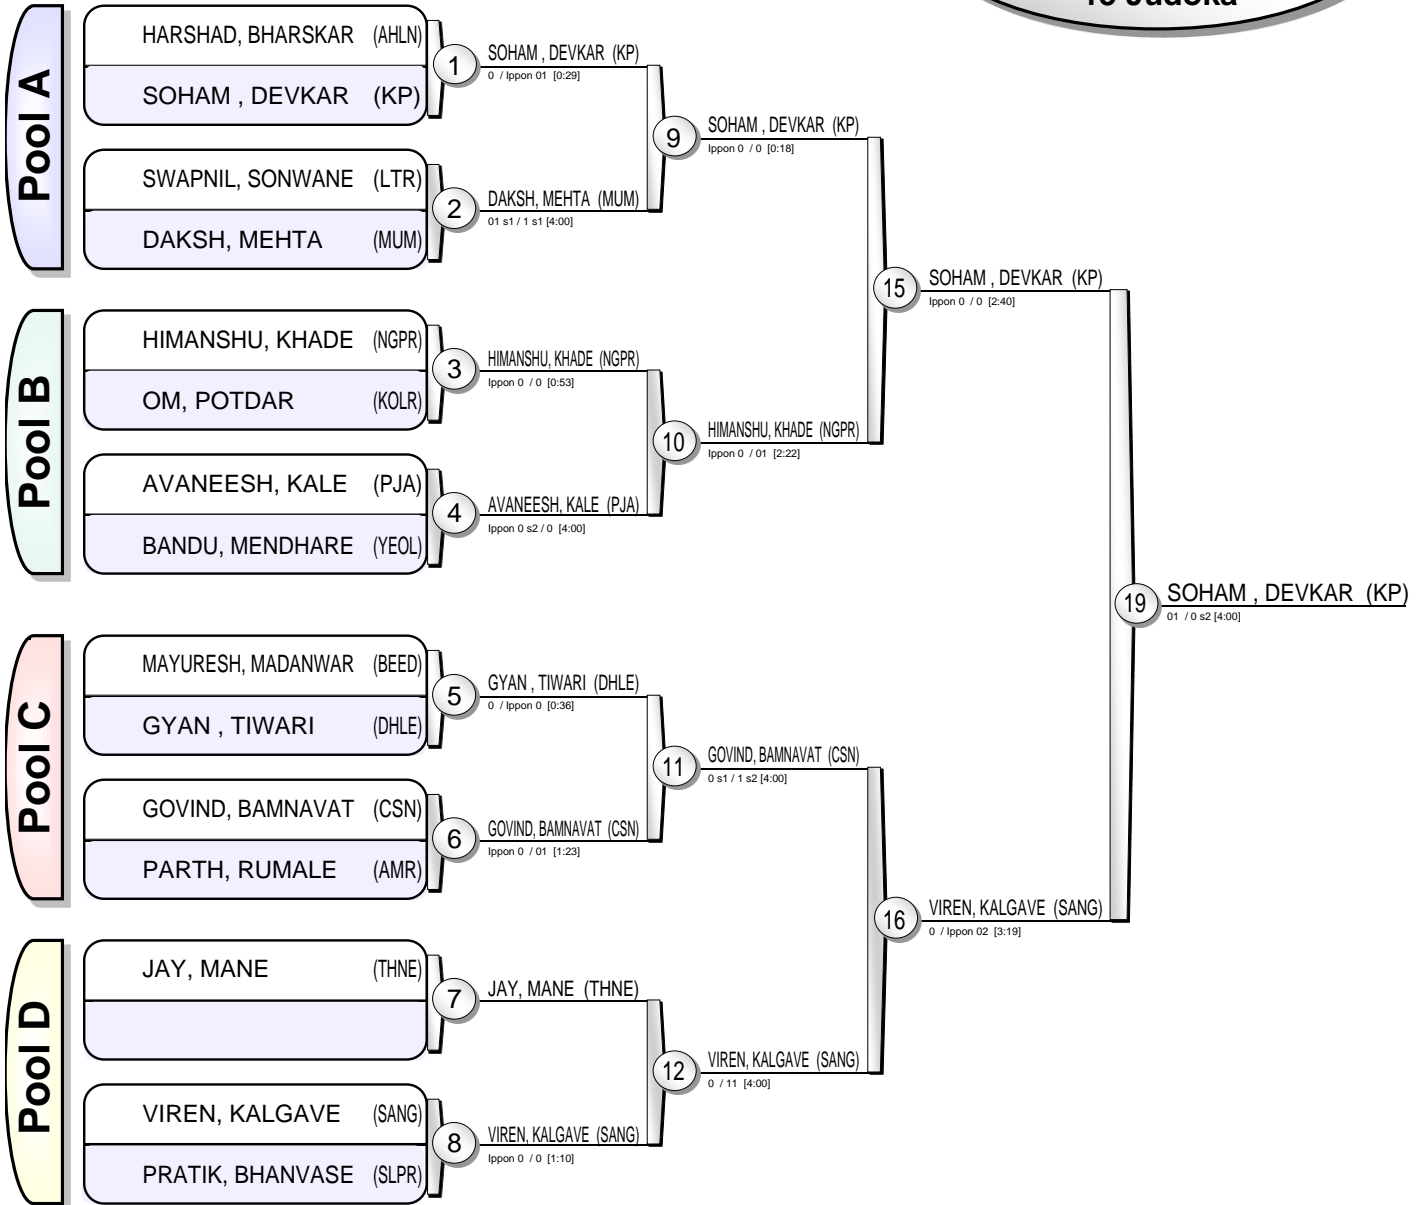 15 Judoka
Pool A
HARSHAD, BHARSKAR (AHLN)
SOHAM , DEVKAR (KP)
1
SOHAM , DEVKAR (KP)
0 / Ippon 01 [0:29]
SWAPNIL, SONWANE (LTR)
DAKSH, MEHTA (MUM)
2
DAKSH, MEHTA (MUM)
01 s1 / 1 s1 [4:00]
9
SOHAM , DEVKAR (KP)
Ippon 0 / 0 [0:18]
Pool B
HIMANSHU, KHADE (NGPR)
OM, POTDAR (KOLR)
3
HIMANSHU, KHADE (NGPR)
Ippon 0 / 0 [0:53]
AVANEESH, KALE (PJA)
BANDU, MENDHARE (YEOL)
4
AVANEESH, KALE (PJA)
Ippon 0 s2 / 0 [4:00]
10
HIMANSHU, KHADE (NGPR)
Ippon 0 / 01 [2:22]
15
SOHAM , DEVKAR (KP)
Ippon 0 / 0 [2:40]
Pool C
MAYURESH, MADANWAR (BEED)
GYAN , TIWARI (DHLE)
5
GYAN , TIWARI (DHLE)
0 / Ippon 0 [0:36]
GOVIND, BAMNAVAT (CSN)
PARTH, RUMALE (AMR)
6
GOVIND, BAMNAVAT (CSN)
Ippon 0 / 01 [1:23]
11
GOVIND, BAMNAVAT (CSN)
0 s1 / 1 s2 [4:00]
Pool D
JAY, MANE (THNE)
7
JAY, MANE (THNE)
VIREN, KALGAVE (SANG)
PRATIK, BHANVASE (SLPR)
8
VIREN, KALGAVE (SANG)
Ippon 0 / 0 [1:10]
12
VIREN, KALGAVE (SANG)
0 / 11 [4:00]
16
VIREN, KALGAVE (SANG)
0 / Ippon 02 [3:19]
19
SOHAM , DEVKAR (KP)
01 / 0 s2 [4:00]